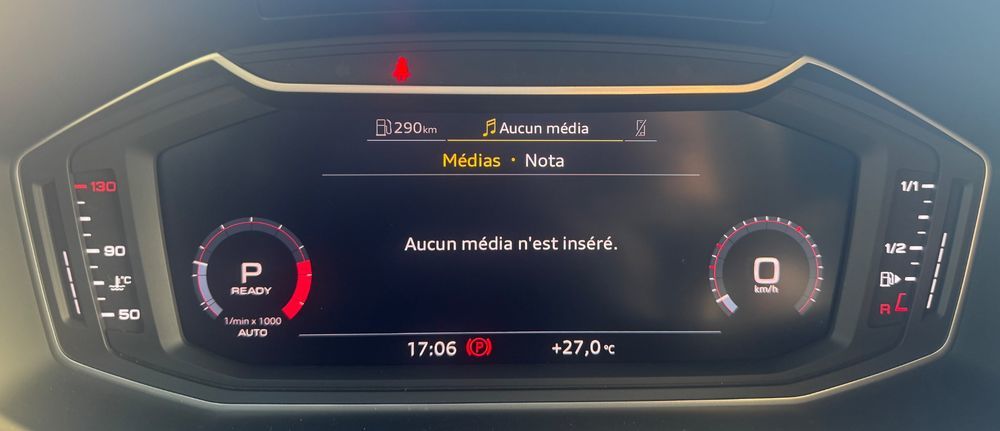 290km
Aucun média
Médias • Nota
130
90
°C
50
Aucun média n'est inséré.
P
READY
1/min x 1000
AUTO
0
km/h
1/1
1/2
R
17:06
P
+27,0°C